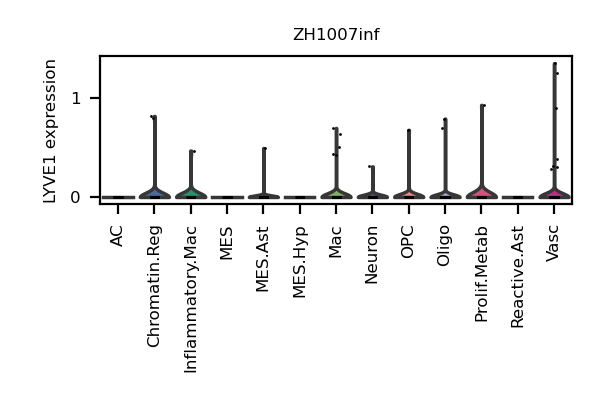 ZH1007inf
LYVE1 expression
1
0
AC
Chromatin.Reg
Inflammatory.Mac
MES
MES.Ast
MES.Hyp
Mac
Neuron
OPC
Oligo
Prolif.Metab
Reactive.Ast
Vasc